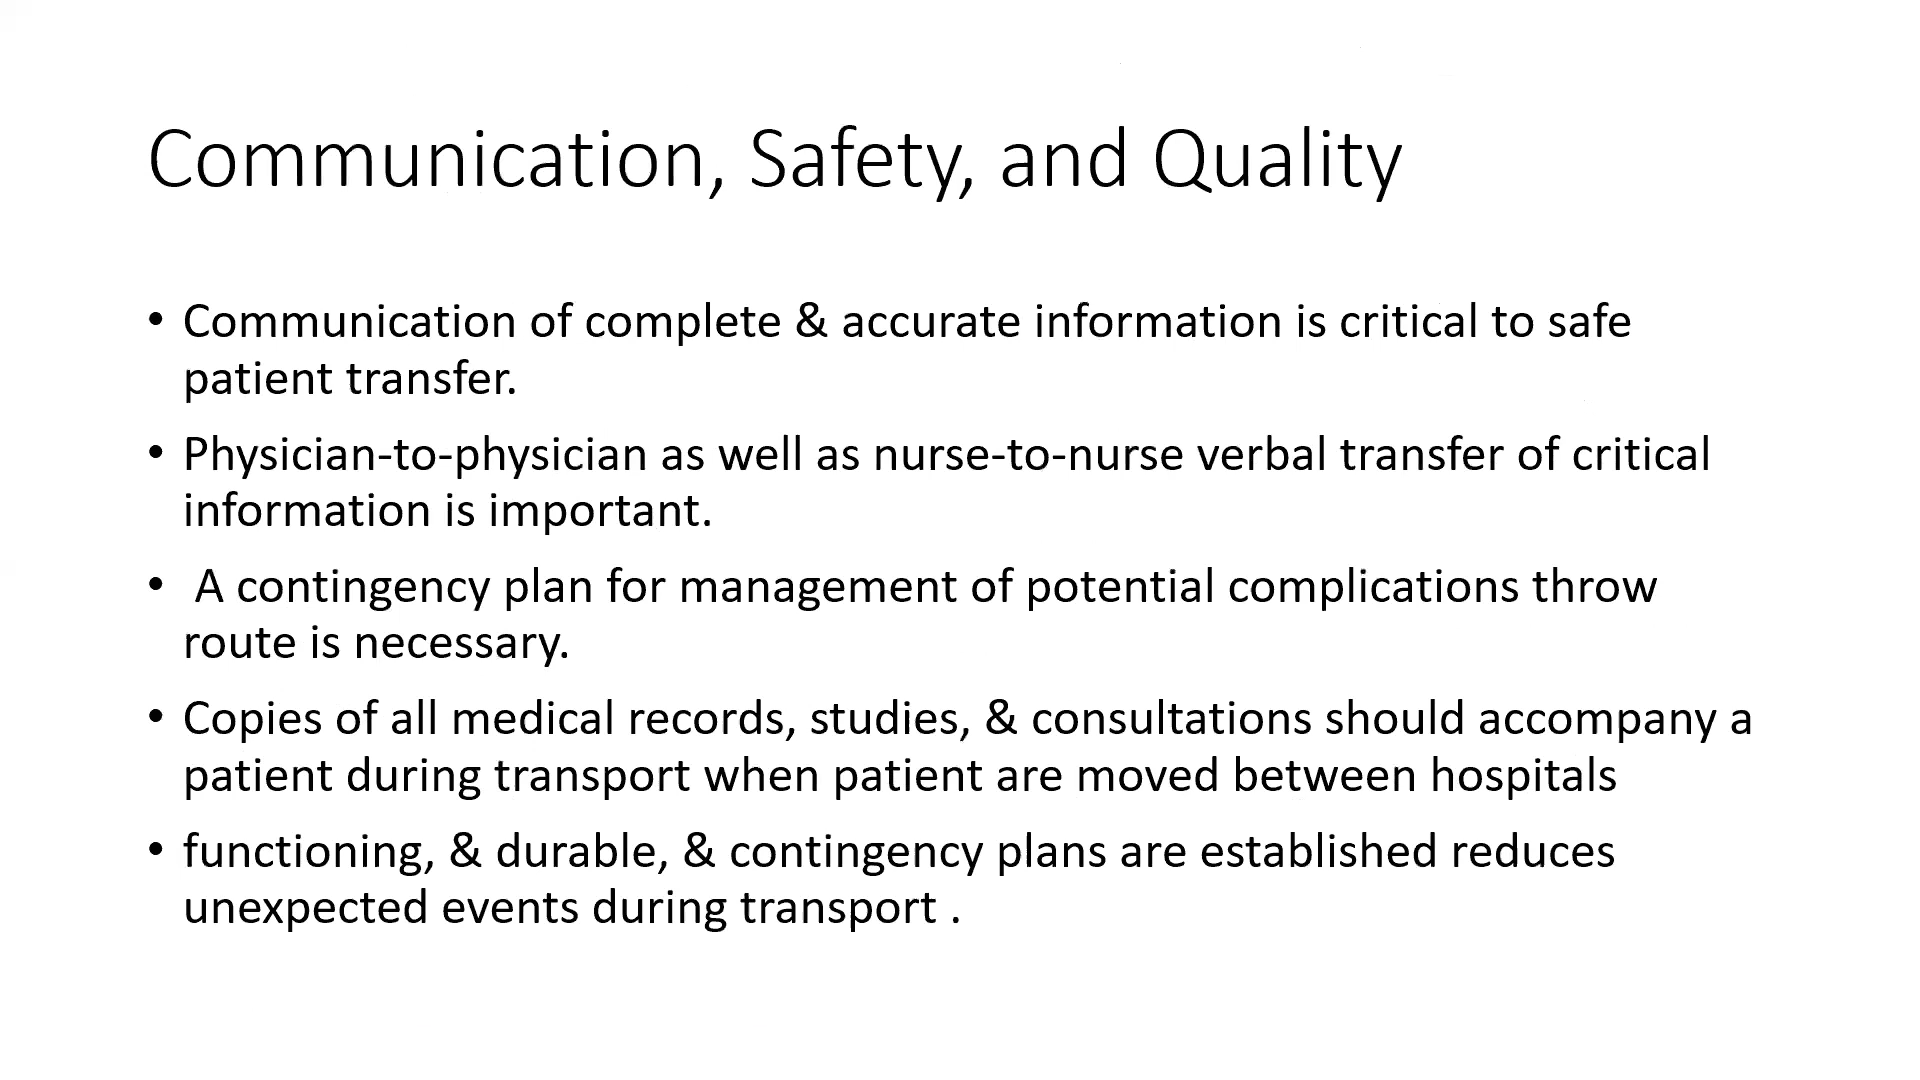 Communication, Safety, and Quality
• Communication of complete & accurate information is critical to safe
patient transfer.
• Physician-to-physician as well as nurse-to-nurse verbal transfer of critical
information is important.
• A contingency plan for management of potential complications throw
route is necessary.
• Copies of all medical records, studies, & consultations should accompany a
patient during transport when patient are moved between hospitals
• functioning, & durable, & contingency plans are established reduces
unexpected events during transport .